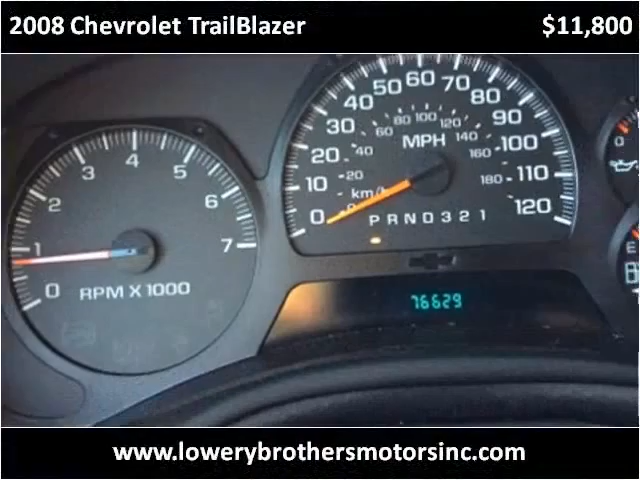 2008 Chevrolet TrailBlazer $11,800
0 1 2 3 4 5 6 7
RPM X 1000
0 10 20 30 40 50 60 70 80 90 100 110 120
MPH
20 40 60 80 100 120 140 160 180
km/h
P R N D 3 2 1
76629
0
www.lowerybrothersmotorsinc.com